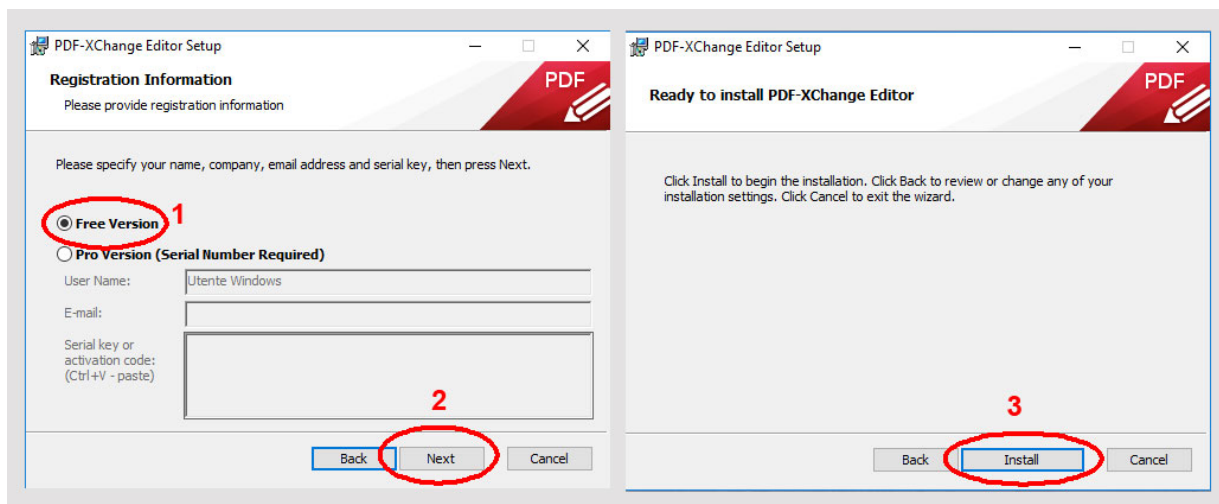 PDF-XChange Editor Setup
Registration Information
Please provide registration information
PDF
Please specify your name, company, email address and serial key, then press Next.
Free Version
1
Pro Version (Serial Number Required)
User Name:
Utente Windows
E-mail:
Serial key or
activation code:
(Ctrl+V - paste)
2
Back
Next
Cancel
PDF-XChange Editor Setup
Ready to install PDF-XChange Editor
PDF
Click Install to begin the installation. Click Back to review or change any of your
installation settings. Click Cancel to exit the wizard.
3
Back
Install
Cancel